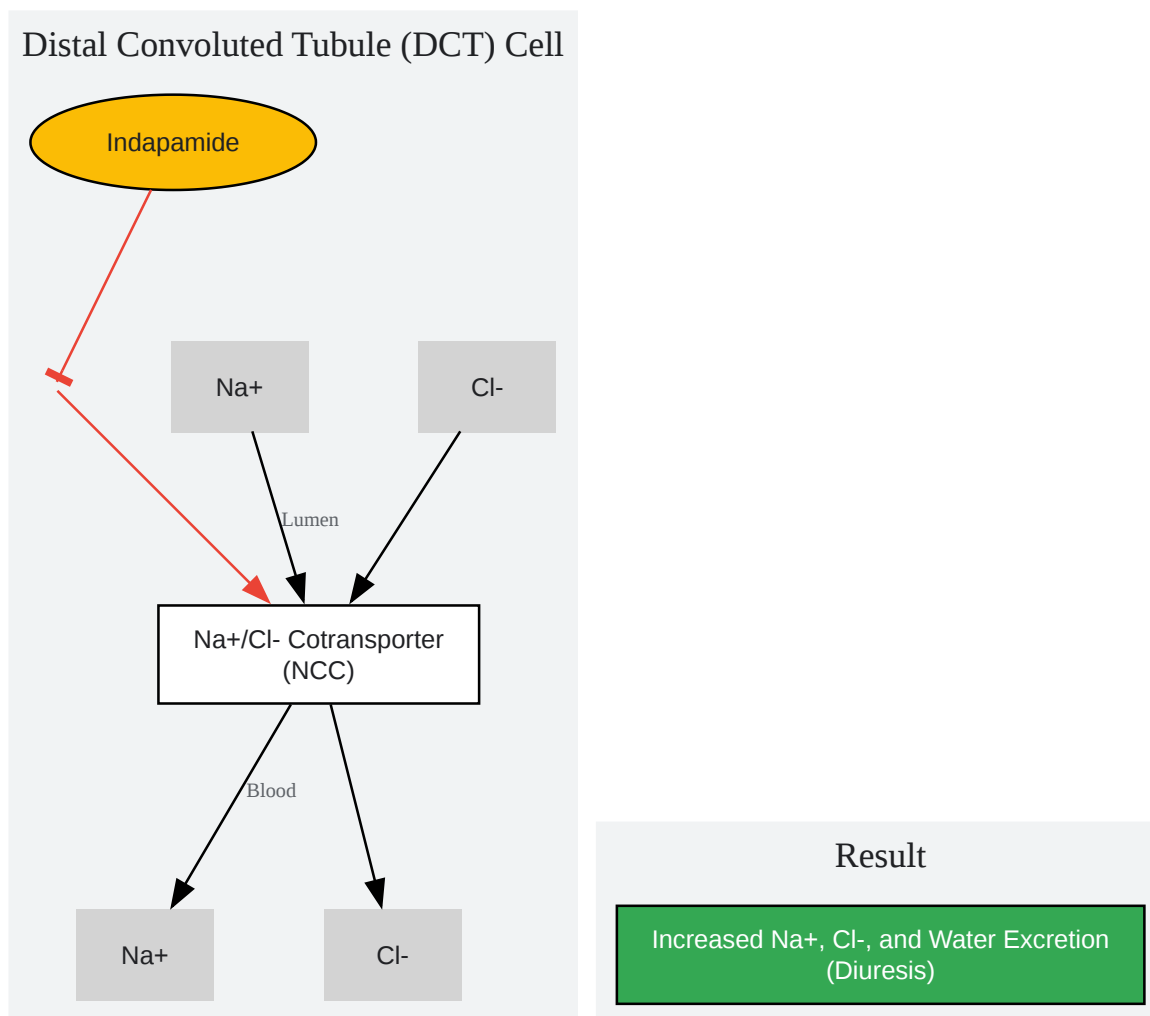 Distal Convoluted Tubule (DCT) Cell
Indapamide
Na+
Cl-
Lumen
Na+/Cl- Cotransporter
(NCC)
Blood
Na+
Cl-
Result
Increased Na+, Cl-, and Water Excretion
(Diuresis)